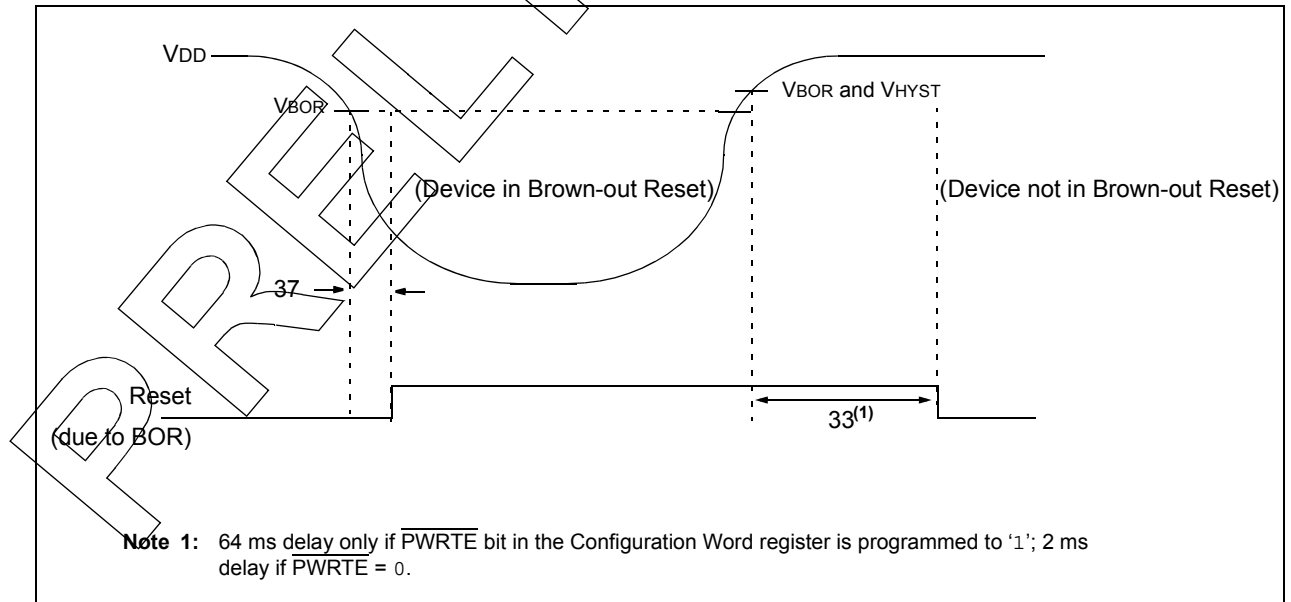 VDD
VBOR
VBOR and VHYST
(Device in Brown-out Reset)
(Device not in Brown-out Reset)
37
Reset
(due to BOR)
33(1)
Note 1: 64 ms delay only if PWRTE bit in the Configuration Word register is programmed to ‘1’; 2 ms
delay if PWRTE = 0.
PREL